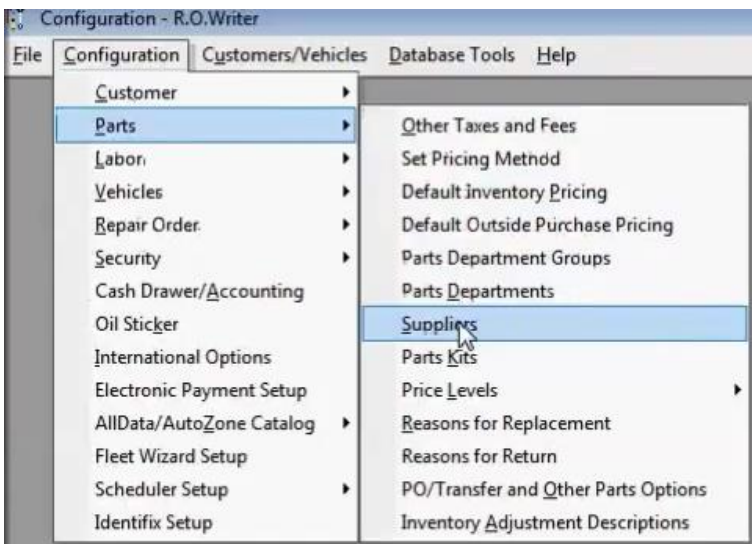 Configuration - R.O.Writer
File Configuration Customers/Vehicles Database Tools Help
Customer
Parts
Labor
Vehicles
Repair Order
Security
Cash Drawer/Accounting
Oil Sticker
International Options
Electronic Payment Setup
AllData/AutoZone Catalog
Fleet Wizard Setup
Scheduler Setup
Identifix Setup
Other Taxes and Fees
Set Pricing Method
Default Inventory Pricing
Default Outside Purchase Pricing
Parts Department Groups
Parts Departments
Suppliers
Parts Kits
Price Levels
Reasons for Replacement
Reasons for Return
PO/Transfer and Other Parts Options
Inventory Adjustment Descriptions